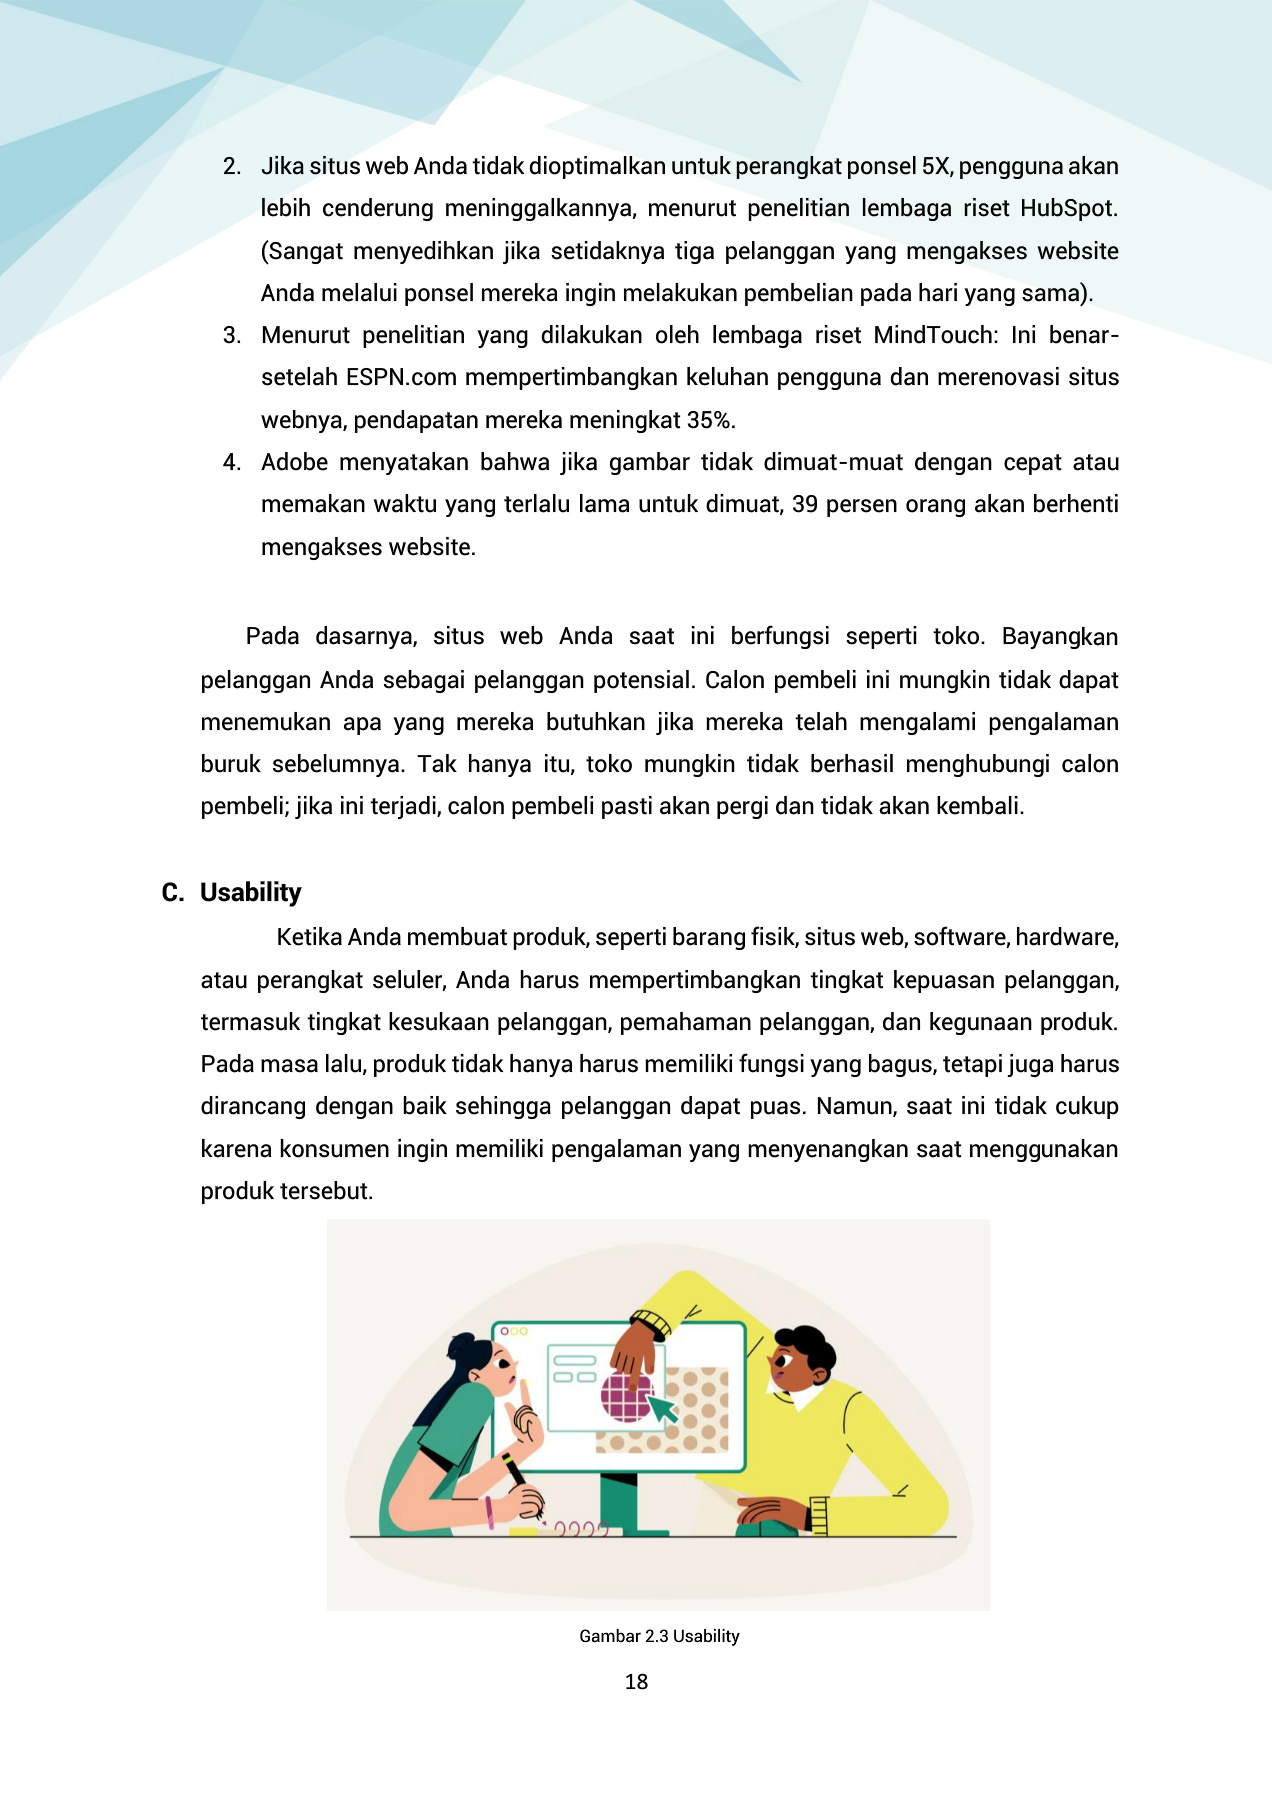 2. Jika situs web Anda tidak dioptimalkan untuk perangkat ponsel 5X, pengguna akan
lebih cenderung meninggalkannya, menurut penelitian lembaga riset HubSpot.
(Sangat menyedihkan jika setidaknya tiga pelanggan yang mengakses website
Anda melalui ponsel mereka ingin melakukan pembelian pada hari yang sama).
3. Menurut penelitian yang dilakukan oleh lembaga riset MindTouch: Ini benar-
setelah ESPN.com mempertimbangkan keluhan pengguna dan merenovasi situs
webnya, pendapatan mereka meningkat 35%.
4. Adobe menyatakan bahwa jika gambar tidak dimuat-muat dengan cepat atau
memakan waktu yang terlalu lama untuk dimuat, 39 persen orang akan berhenti
mengakses website.
Pada dasarnya, situs web Anda saat ini berfungsi seperti toko. Bayangkan
pelanggan Anda sebagai pelanggan potensial. Calon pembeli ini mungkin tidak dapat
menemukan apa yang mereka butuhkan jika mereka telah mengalami pengalaman
buruk sebelumnya. Tak hanya itu, toko mungkin tidak berhasil menghubungi calon
pembeli; jika ini terjadi, calon pembeli pasti akan pergi dan tidak akan kembali.
C. Usability
Ketika Anda membuat produk, seperti barang fisik, situs web, software, hardware,
atau perangkat seluler, Anda harus mempertimbangkan tingkat kepuasan pelanggan,
termasuk tingkat kesukaan pelanggan, pemahaman pelanggan, dan kegunaan produk.
Pada masa lalu, produk tidak hanya harus memiliki fungsi yang bagus, tetapi juga harus
dirancang dengan baik sehingga pelanggan dapat puas. Namun, saat ini tidak cukup
karena konsumen ingin memiliki pengalaman yang menyenangkan saat menggunakan
produk tersebut.
Gambar 2.3 Usability
18